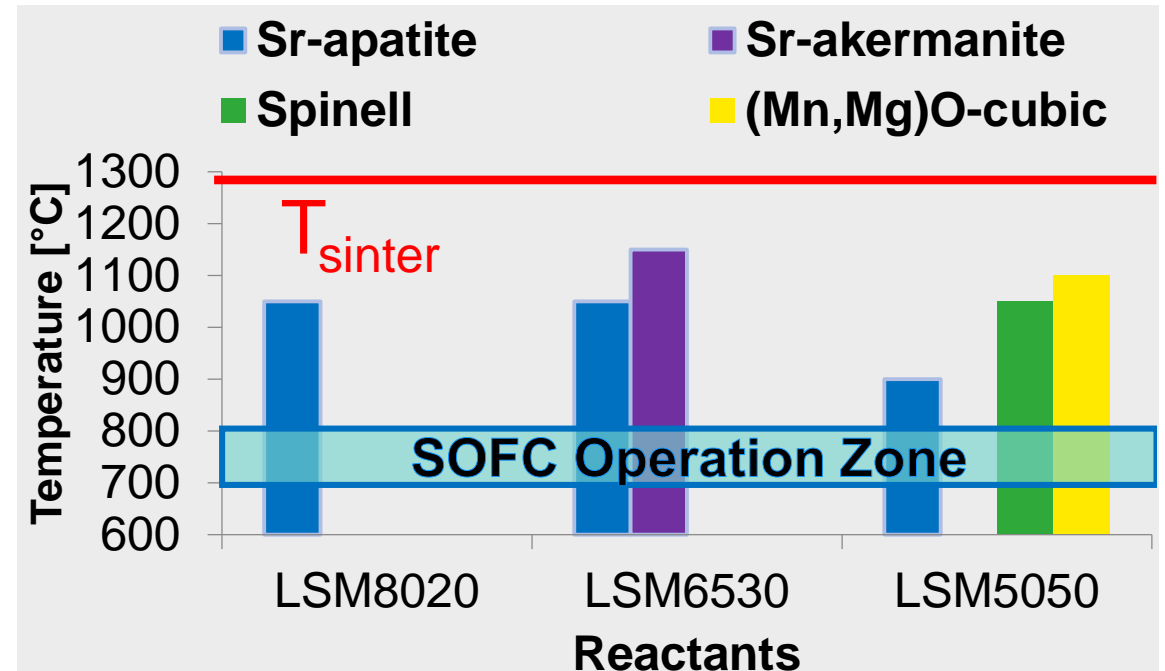 Sr-apatite
Sr-akermanite
Spinell
(Mn,Mg)O-cubic
Temperature [°C]
1300
1200
1100
1000
900
800
700
600
Tsinter
SOFC Operation Zone
LSM8020
LSM6530
LSM5050
Reactants